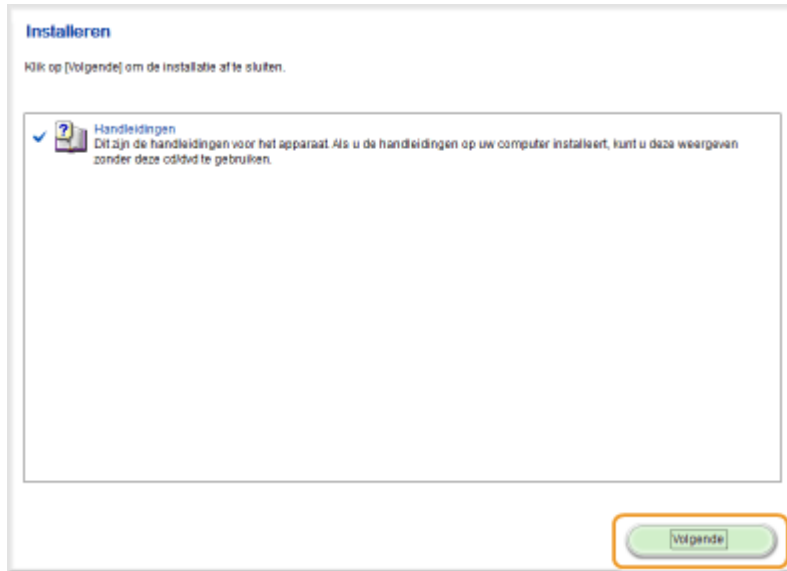 Installeren
Klik op [Volgende] om de installatie af te sluiten.
Handleidingen
Dit zijn de handleidingen voor het apparaat. Als u de handleidingen op uw computer installeert, kunt u deze weergeven
zonder deze cd/dvd te gebruiken.
Volgende